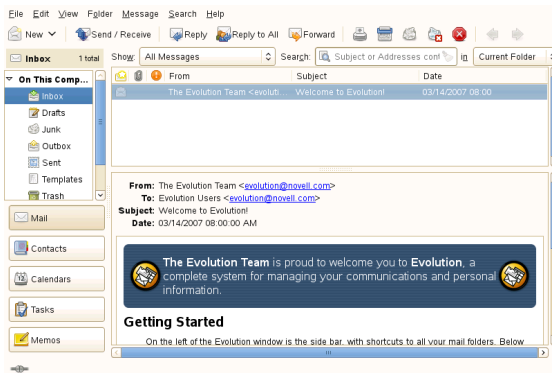 File Edit View Folder Message Search Help
New Send / Receive Reply Reply to All Forward
Inbox 1 total Show: All Messages Search: Subject or Addresses cont in Current Folder
On This Comp...
Inbox
Drafts
Junk
Outbox
Sent
Templates
Trash
Mail
Contacts
Calendars
Tasks
Memos
From Subject Date
The Evolution Team <evoluti... Welcome to Evolution! 03/14/2007 08:00
From: The Evolution Team <evolution@novell.com>
To: Evolution Users <evolution@novell.com>
Subject: Welcome to Evolution!
Date: 03/14/2007 08:00:00 AM
The Evolution Team is proud to welcome you to Evolution, a
complete system for managing your communications and personal
information.
Getting Started
On the left of the Evolution window is the side bar, with shortcuts to all your mail folders. Below